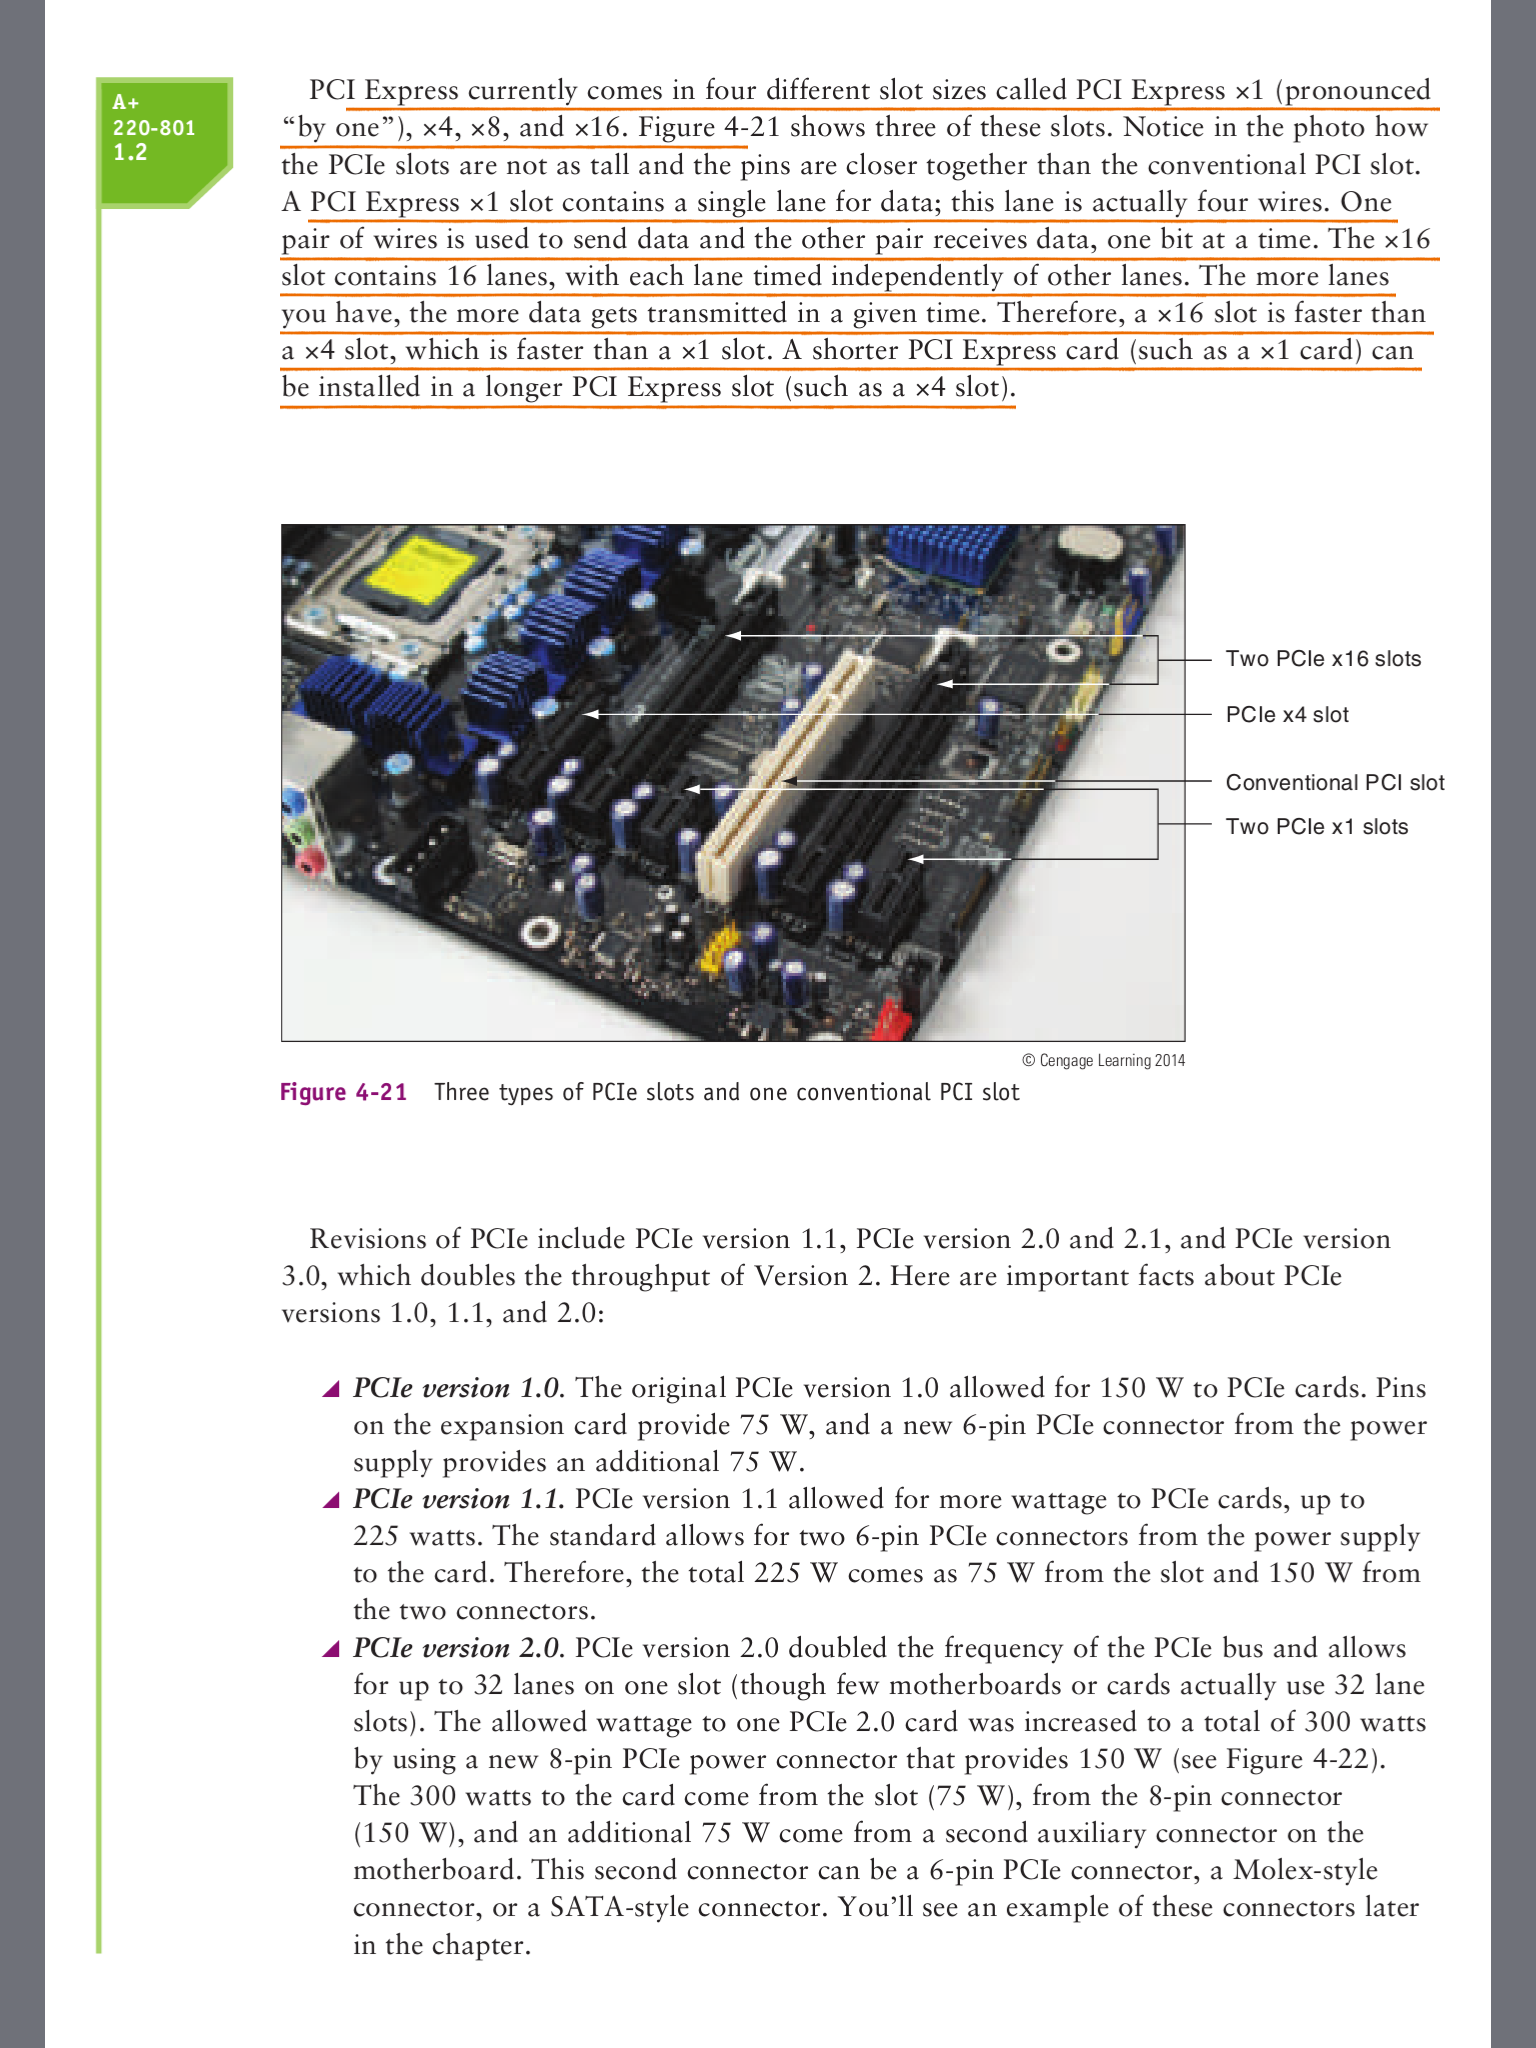 A+
220-801
1.2
PCI Express currently comes in four different slot sizes called PCI Express ×1 (pronounced
“by one”), ×4, ×8, and ×16. Figure 4-21 shows three of these slots. Notice in the photo how
the PCIe slots are not as tall and the pins are closer together than the conventional PCI slot.
A PCI Express ×1 slot contains a single lane for data; this lane is actually four wires. One
pair of wires is used to send data and the other pair receives data, one bit at a time. The ×16
slot contains 16 lanes, with each lane timed independently of other lanes. The more lanes
you have, the more data gets transmitted in a given time. Therefore, a ×16 slot is faster than
a ×4 slot, which is faster than a ×1 slot. A shorter PCI Express card (such as a ×1 card) can
be installed in a longer PCI Express slot (such as a ×4 slot).
Two PCIe x16 slots
PCIe x4 slot
Conventional PCI slot
Two PCIe x1 slots
© Cengage Learning 2014
Figure 4-21 Three types of PCIe slots and one conventional PCI slot
Revisions of PCIe include PCIe version 1.1, PCIe version 2.0 and 2.1, and PCIe version
3.0, which doubles the throughput of Version 2. Here are important facts about PCIe
versions 1.0, 1.1, and 2.0:
PCIe version 1.0. The original PCIe version 1.0 allowed for 150 W to PCIe cards. Pins
on the expansion card provide 75 W, and a new 6-pin PCIe connector from the power
supply provides an additional 75 W.
PCIe version 1.1. PCIe version 1.1 allowed for more wattage to PCIe cards, up to
225 watts. The standard allows for two 6-pin PCIe connectors from the power supply
to the card. Therefore, the total 225 W comes as 75 W from the slot and 150 W from
the two connectors.
PCIe version 2.0. PCIe version 2.0 doubled the frequency of the PCIe bus and allows
for up to 32 lanes on one slot (though few motherboards or cards actually use 32 lane
slots). The allowed wattage to one PCIe 2.0 card was increased to a total of 300 watts
by using a new 8-pin PCIe power connector that provides 150 W (see Figure 4-22).
The 300 watts to the card come from the slot (75 W), from the 8-pin connector
(150 W), and an additional 75 W come from a second auxiliary connector on the
motherboard. This second connector can be a 6-pin PCIe connector, a Molex-style
connector, or a SATA-style connector. You’ll see an example of these connectors later
in the chapter.